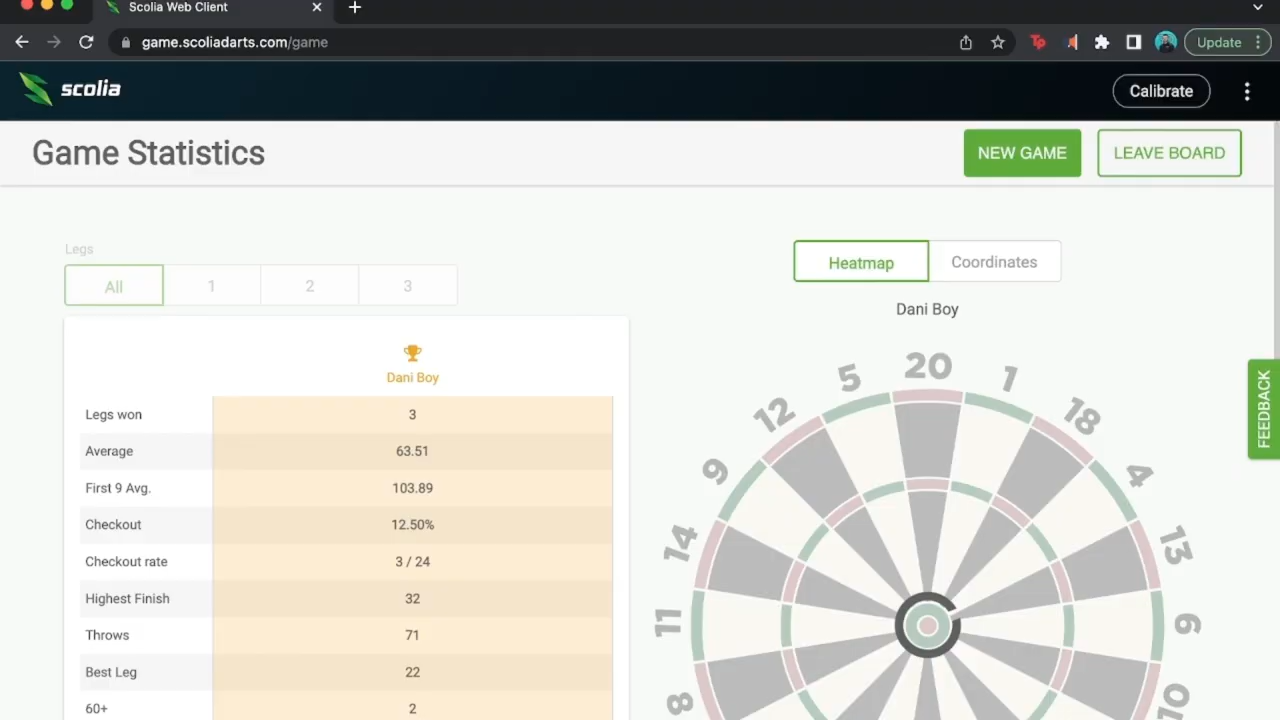 Scolia Web Client
game.scoliadarts.com/game
Update
scolia
Calibrate
Game Statistics
NEW GAME
LEAVE BOARD
Legs
All 1 2 3
Heatmap Coordinates
Dani Boy
Dani Boy
Legs won 3
Average 63.51
First 9 Avg. 103.89
Checkout 12.50%
Checkout rate 3 / 24
Highest Finish 32
Throws 71
Best Leg 22
60+ 2
20
1
18
4
13
6
10
5
12
9
14
11
8
FEEDBACK